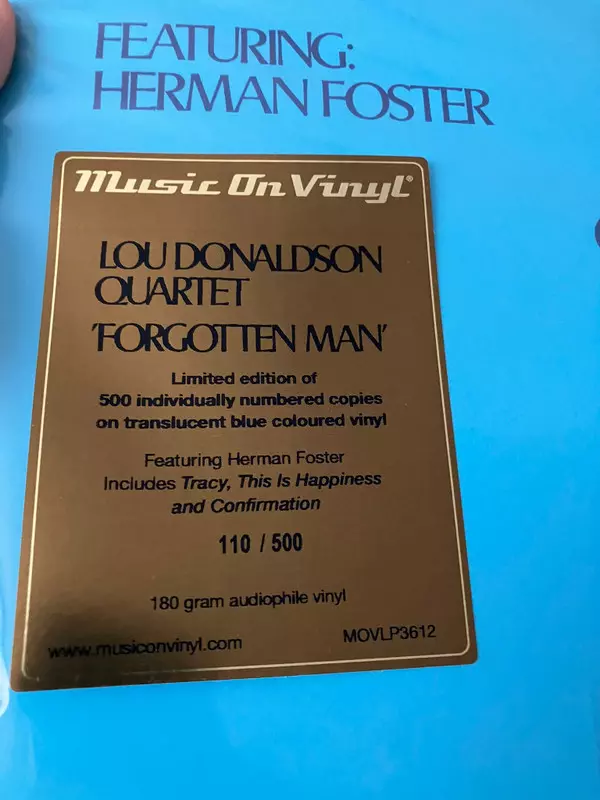 FEATURING:
HERMAN FOSTER
Music On Vinyl®
LOU DONALDSON
QUARTET
'FORGOTTEN MAN'
Limited edition of
500 individually numbered copies
on translucent blue coloured vinyl
Featuring Herman Foster
Includes Tracy, This Is Happiness
and Confirmation
110 / 500
180 gram audiophile vinyl
www.musiconvinyl.com
MOVLP3612